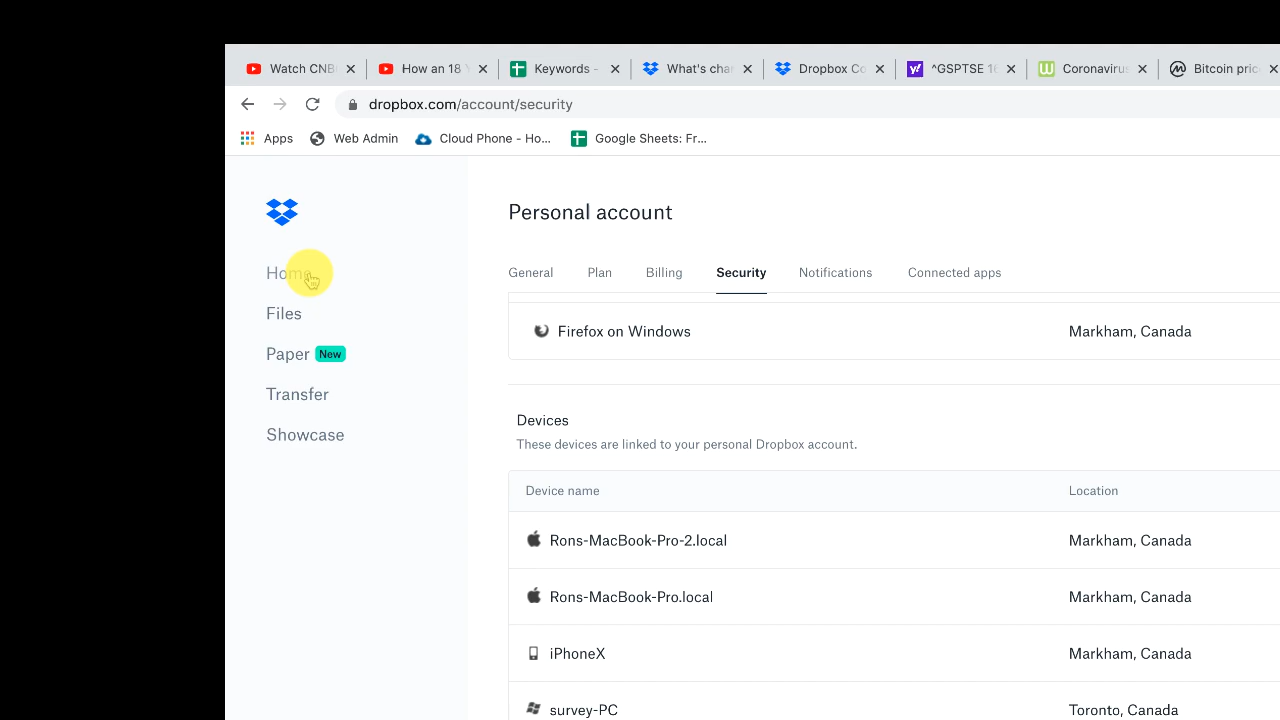 Watch CNB
How an 18
Keywords -
What's cha
Dropbox Co
^GSPTSE 16
Coronavirus
Bitcoin pric
dropbox.com/account/security
Apps
Web Admin
Cloud Phone - Ho...
Google Sheets: Fr...
Personal account
Home
Files
Paper New
Transfer
Showcase
General Plan Billing Security Notifications Connected apps
Firefox on Windows Markham, Canada
Devices
These devices are linked to your personal Dropbox account.
Device name Location
Rons-MacBook-Pro-2.local Markham, Canada
Rons-MacBook-Pro.local Markham, Canada
iPhoneX Markham, Canada
survey-PC Toronto, Canada